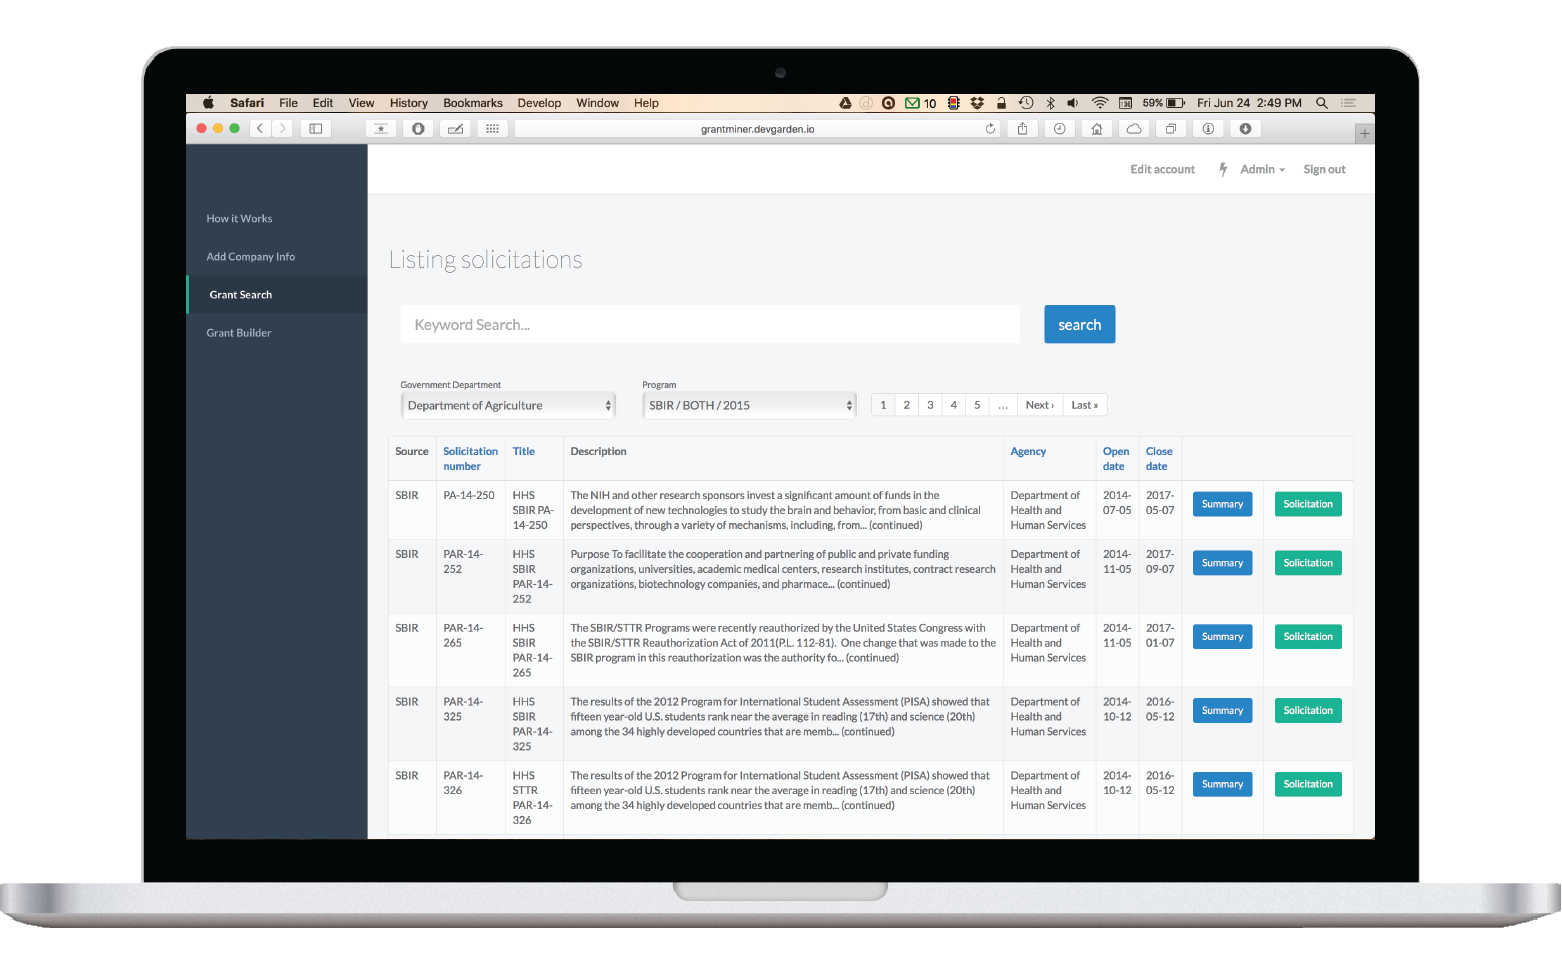 Safari File Edit View History Bookmarks Develop Window Help 10 59% Fri Jun 24 2:49 PM
grantminer.devgarden.io
Edit account Admin Sign out
How it Works
Add Company Info
Grant Search
Grant Builder
Listing solicitations
Keyword Search... search
Government Department Program
Department of Agriculture SBIR / BOTH / 2015 1 2 3 4 5 ... Next › Last »
Source Solicitation Title Description Agency Open Close
number date date
SBIR PA-14-250 HHS The NIH and other research sponsors invest a significant amount of funds in the Department of 2014- 2017-
SBIR PA- development of new technologies to study the brain and behavior, from basic and clinical Health and 07-05 05-07 Summary Solicitation
14-250 perspectives, through a variety of mechanisms, including, from... (continued) Human Services
SBIR PAR-14- HHS Purpose To facilitate the cooperation and partnering of public and private funding Department of 2014- 2017-
252 SBIR organizations, universities, academic medical centers, research institutes, contract research Health and 11-05 09-07 Summary Solicitation
PAR-14- organizations, biotechnology companies, and pharmace... (continued) Human Services
252
SBIR PAR-14- HHS The SBIR/STTR Programs were recently reauthorized by the United States Congress with Department of 2014- 2017-
265 SBIR the SBIR/STTR Reauthorization Act of 2011(P.L. 112-81). One change that was made to the Health and 11-05 01-07 Summary Solicitation
PAR-14- SBIR program in this reauthorization was the authority fo... (continued) Human Services
265
SBIR PAR-14- HHS The results of the 2012 Program for International Student Assessment (PISA) showed that Department of 2014- 2016-
325 SBIR fifteen year-old U.S. students rank near the average in reading (17th) and science (20th) Health and 10-12 05-12 Summary Solicitation
PAR-14- among the 34 highly developed countries that are memb... (continued) Human Services
325
SBIR PAR-14- HHS The results of the 2012 Program for International Student Assessment (PISA) showed that Department of 2014- 2016-
326 STTR fifteen year-old U.S. students rank near the average in reading (17th) and science (20th) Health and 10-12 05-12 Summary Solicitation
PAR-14- among the 34 highly developed countries that are memb... (continued) Human Services
326